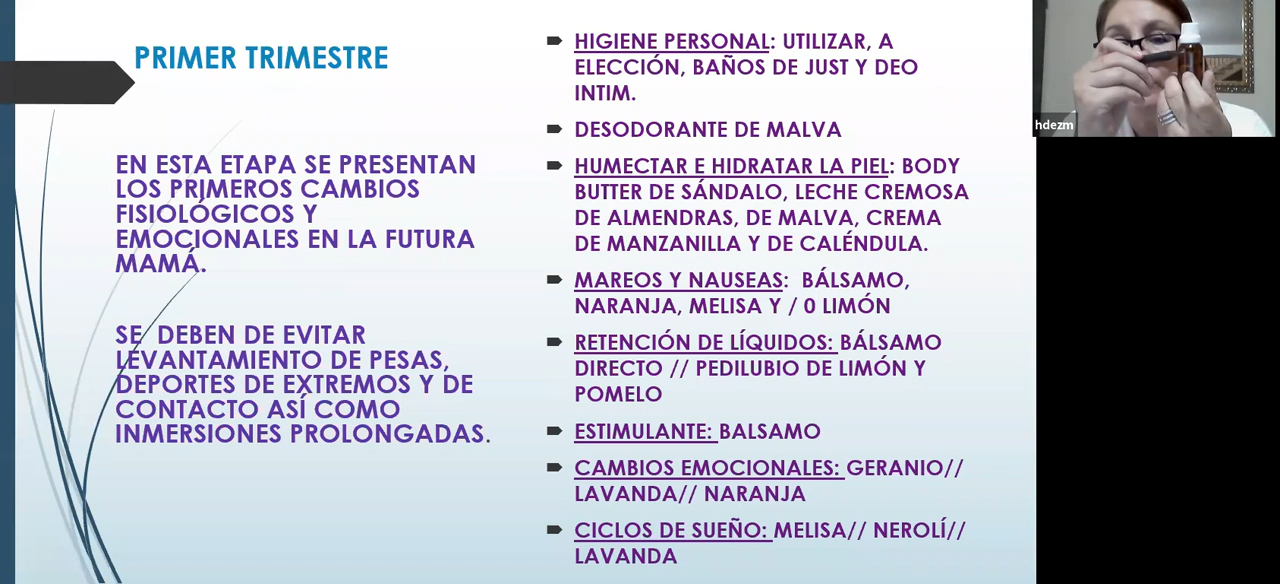 PRIMER TRIMESTRE
EN ESTA ETAPA SE PRESENTAN
LOS PRIMEROS CAMBIOS
FISIOLÓGICOS Y
EMOCIONALES EN LA FUTURA
MAMÁ.
SE DEBEN DE EVITAR
LEVANTAMIENTO DE PESAS,
DEPORTES DE EXTREMOS Y DE
CONTACTO ASÍ COMO
INMERSIONES PROLONGADAS.
HIGIENE PERSONAL: UTILIZAR, A
ELECCIÓN, BAÑOS DE JUST Y DEO
INTIM.
DESODORANTE DE MALVA
HUMECTAR E HIDRATAR LA PIEL: BODY
BUTTER DE SÁNDALO, LECHE CREMOSA
DE ALMENDRAS, DE MALVA, CREMA
DE MANZANILLA Y DE CALÉNDULA.
MAREOS Y NAUSEAS: BÁLSAMO,
NARANJA, MELISA Y / 0 LIMÓN
RETENCIÓN DE LÍQUIDOS: BÁLSAMO
DIRECTO // PEDILUBIO DE LIMÓN Y
POMELO
ESTIMULANTE: BALSAMO
CAMBIOS EMOCIONALES: GERANIO//
LAVANDA// NARANJA
CICLOS DE SUEÑO: MELISA// NEROLÍ//
LAVANDA
hdezm